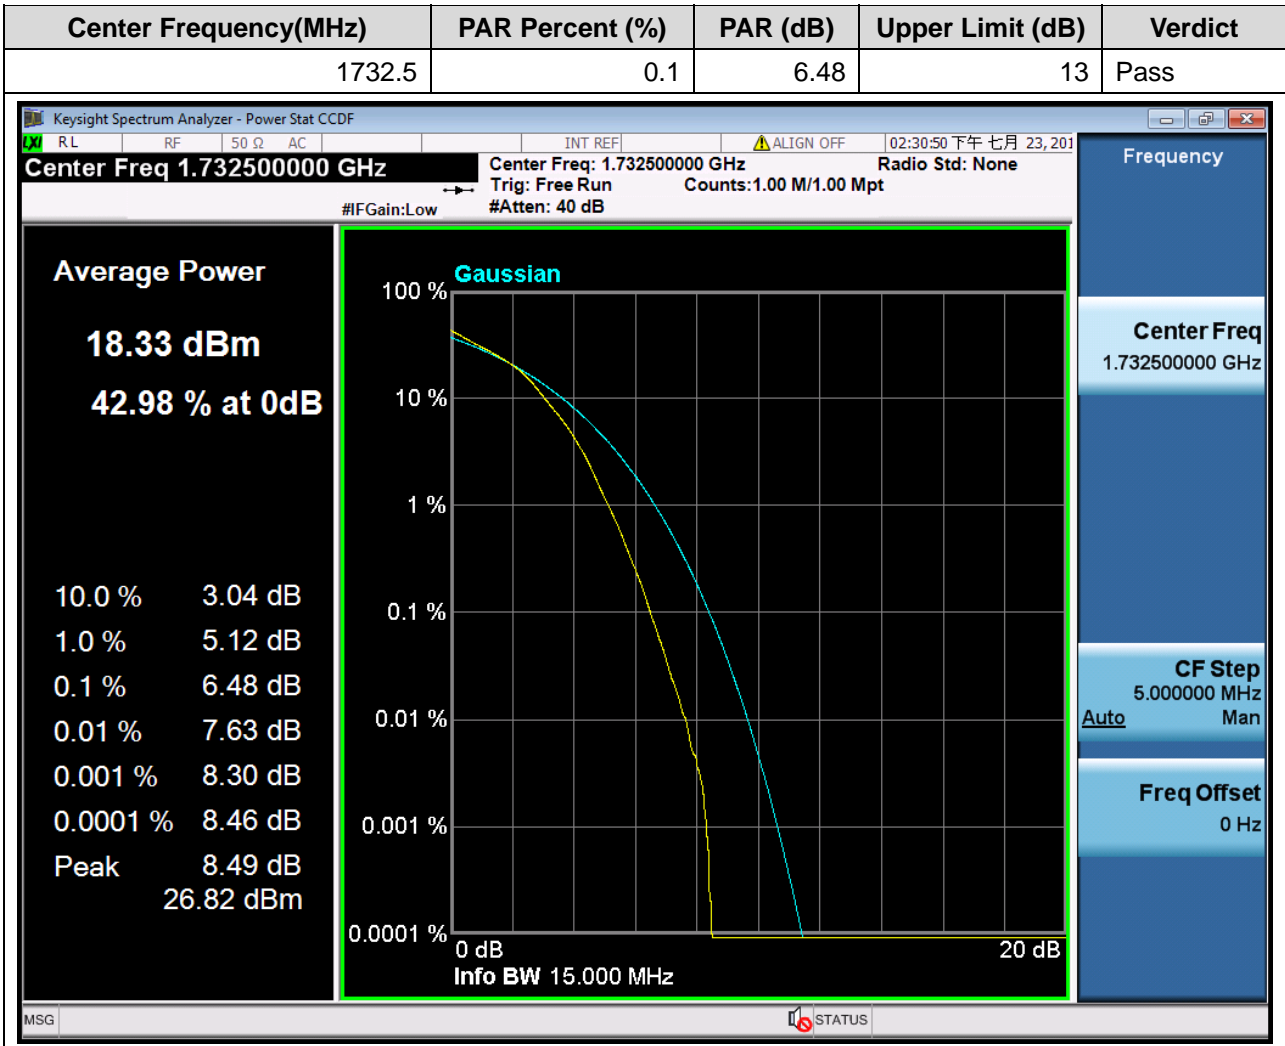 Center Frequency(MHz) PAR Percent (%) PAR (dB) Upper Limit (dB) Verdict
1732.5 0.1 6.48 13 Pass
Keysight Spectrum Analyzer - Power Stat CCDF
LXI RL RF 50 Ω AC INT REF ALIGN OFF 02:30:50 下午 七月 23, 201
Center Freq 1.732500000 GHz
Center Freq: 1.732500000 GHz Radio Std: None
Trig: Free Run Counts:1.00 M/1.00 Mpt
#IFGain:Low #Atten: 40 dB
Average Power
18.33 dBm
42.98 % at 0dB
10.0 % 3.04 dB
1.0 % 5.12 dB
0.1 % 6.48 dB
0.01 % 7.63 dB
0.001 % 8.30 dB
0.0001 % 8.46 dB
Peak 8.49 dB
26.82 dBm
Gaussian
100 %
10 %
1 %
0.1 %
0.01 %
0.001 %
0.0001 %
0 dB 20 dB
Info BW 15.000 MHz
Frequency
Center Freq
1.732500000 GHz
CF Step
5.000000 MHz
Auto Man
Freq Offset
0 Hz
MSG STATUS